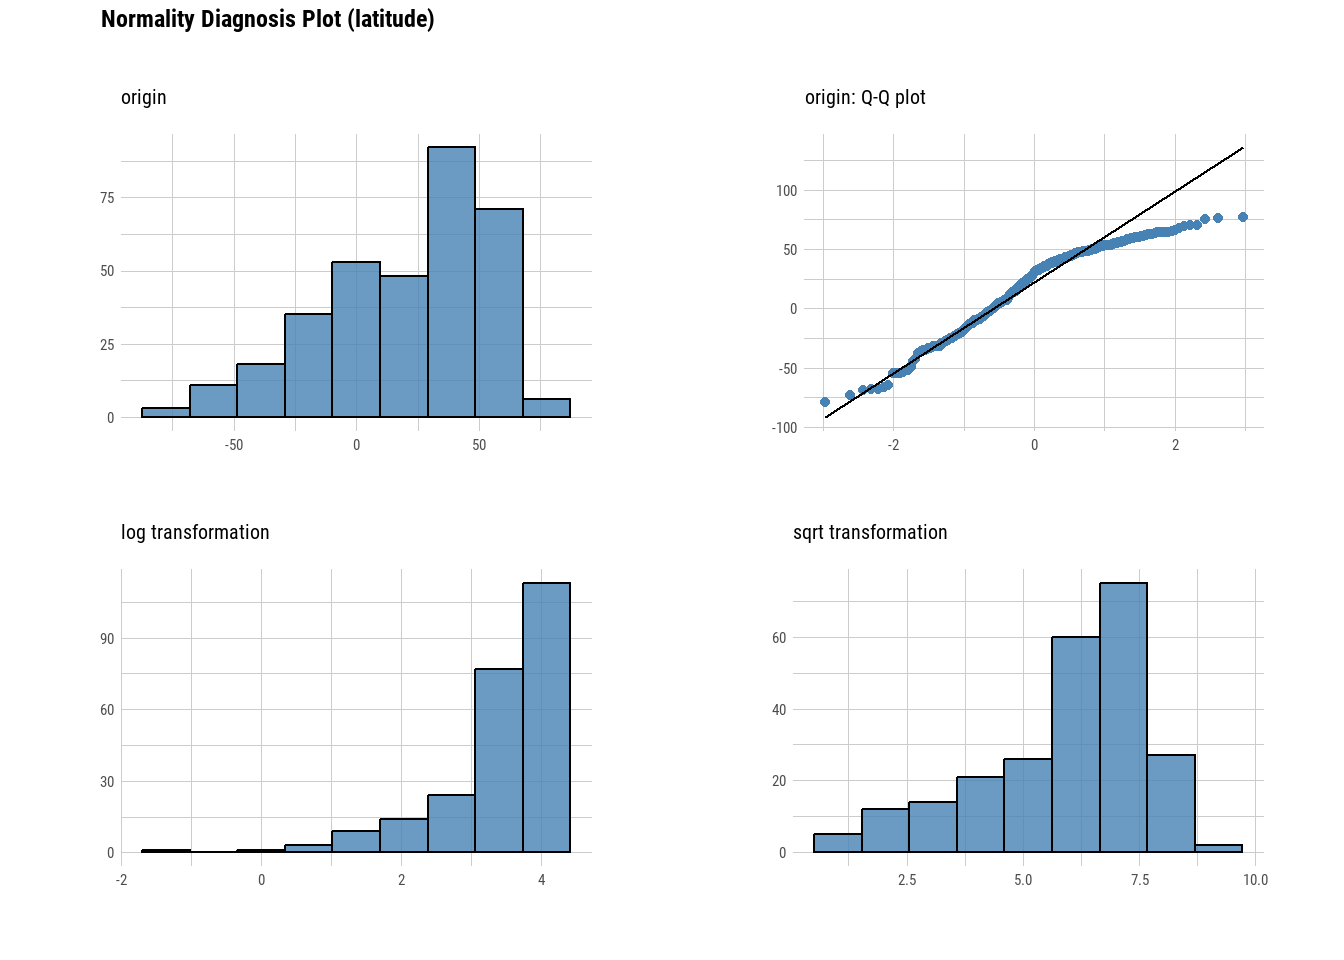 Normality Diagnosis Plot (latitude)
origin
75
50
25
0
-50 0 50
origin: Q-Q plot
100
50
0
-50
-100
-2 0 2
log transformation
90
60
30
0
-2 0 2 4
sqrt transformation
60
40
20
0
2.5 5.0 7.5 10.0